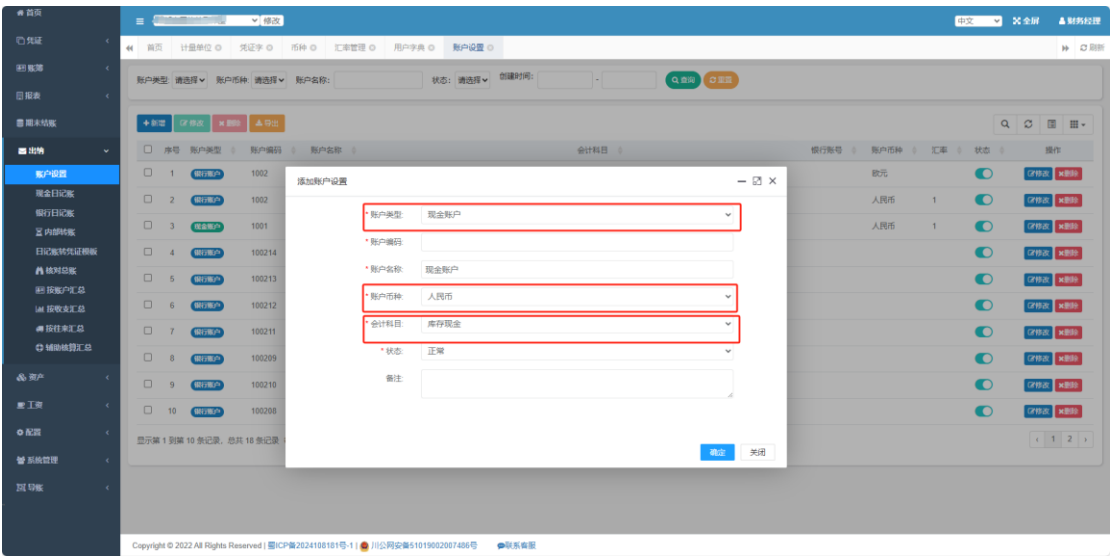 首页
修改
中文
全屏
财务经理
凭证
首页 计量单位 凭证字 币种 汇率管理 用户字典 账户设置 刷新
账簿
账户类型: 请选择 账户币种: 请选择 账户名称: 状态: 请选择 创建时间: - 查询 重置
报表
期末结账
+新增 修改 删除 导出
出纳
序号 账户类型 账户编码 账户名称 会计科目 银行账号 账户币种 汇率 状态 操作
账户设置
1 银行账户 1002 欧元 修改 删除
现金日记账
添加账户设置
2 银行账户 1002 人民币 1 修改 删除
银行日记账
* 账户类型: 现金账户
3 现金账户 1001 人民币 1 修改 删除
内部转账
* 账户编码:
日记账转凭证模板
4 银行账户 100214 修改 删除
核对总账
* 账户名称: 现金账户
5 银行账户 100213 修改 删除
按账户汇总
* 账户币种: 人民币
6 银行账户 100212 修改 删除
按收支汇总
* 会计科目: 库存现金
7 银行账户 100211 修改 删除
按往来汇总
辅助核算汇总
* 状态: 正常
8 银行账户 100209 修改 删除
资产
备注:
9 银行账户 100210 修改 删除
工资
10 银行账户 100208 修改 删除
配置
显示第 1 到第 10 条记录，总共 18 条记录
‹ 1 2 ›
确定 关闭
系统管理
导账
Copyright © 2022 All Rights Reserved | 蜀ICP备2024108181号-1 | 川公网安备51019002007486号 联系客服